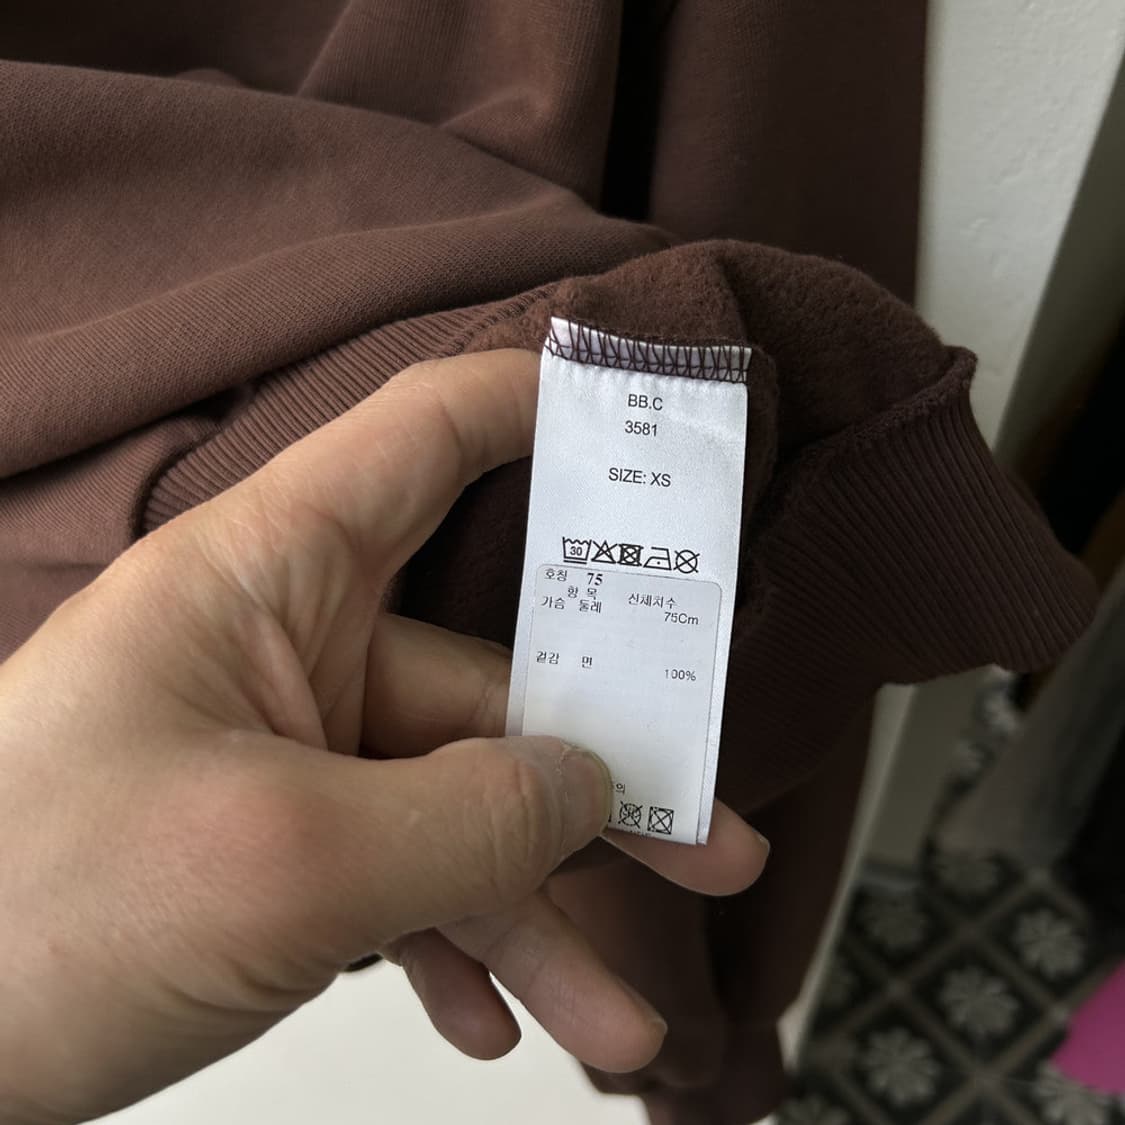 BB.C
3581
SIZE: XS
30
호칭 75
항 목 신체치수
가슴 둘레 75Cm
겉감 면 100%